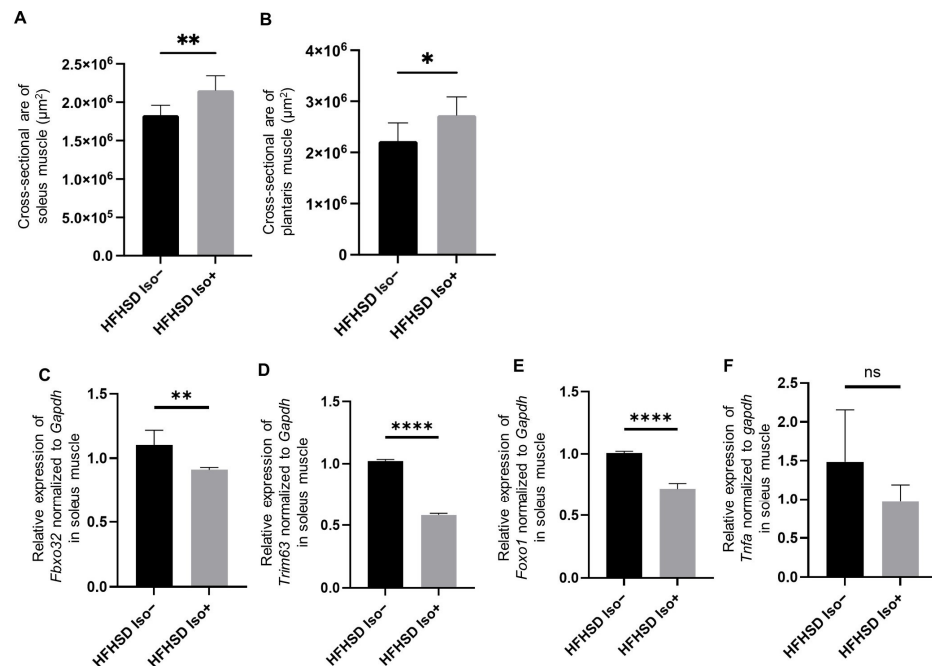 A
Cross-sectional are of
soleus muscle (μm²)
2.5×10⁶
2.0×10⁶
1.5×10⁶
1.0×10⁶
5.0×10⁵
0.0
**
HFHSD Iso−
HFHSD Iso+
B
Cross-sectional are of
plantaris muscle (μm²)
4×10⁶
3×10⁶
2×10⁶
1×10⁶
0
*
HFHSD Iso−
HFHSD Iso+
C
Relative expression of
Fbxo32 normalized to Gapdh
in soleus muscle
1.5
1.0
0.5
0.0
**
HFHSD Iso−
HFHSD Iso+
D
Relative expression of
Trim63 normalized to Gapdh
in soleus muscle
1.5
1.0
0.5
0.0
****
HFHSD Iso−
HFHSD Iso+
E
Relative expression of
Foxo1 normalized to Gapdh
in soleus muscle
1.5
1.0
0.5
0.0
****
HFHSD Iso−
HFHSD Iso+
F
Relative expression of
Tnfa normalized to gapdh
in soleus muscle
2.5
2.0
1.5
1.0
0.5
0.0
ns
HFHSD Iso−
HFHSD Iso+